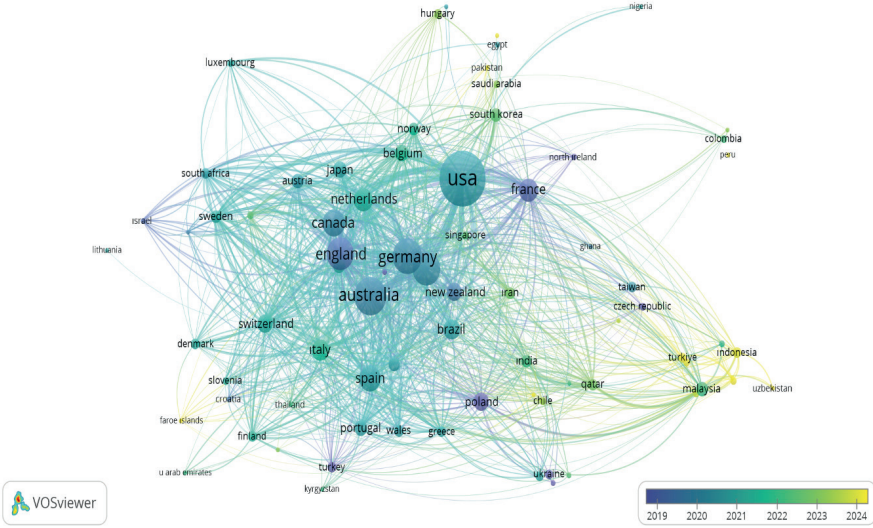 hungary
nigeria
egypt
luxembourg
pakistan
saudi arabia
south korea
norway
colombia
belgium
north ireland
peru
japan
south africa
austria
usa
france
netherlands
israel
sweden
canada
singapore
lithuania
england
germany
ghana
australia
new zealand
iran
taiwan
czech republic
switzerland
brazil
denmark
italy
india
turkiye
indonesia
slovenia
spain
qatar
malaysia
uzbekistan
croatia
thailand
poland
chile
faroe islands
finland
portugal
wales
greece
u arab emirates
turkey
ukraine
kyrgyzstan
VOSviewer
2019 2020 2021 2022 2023 2024